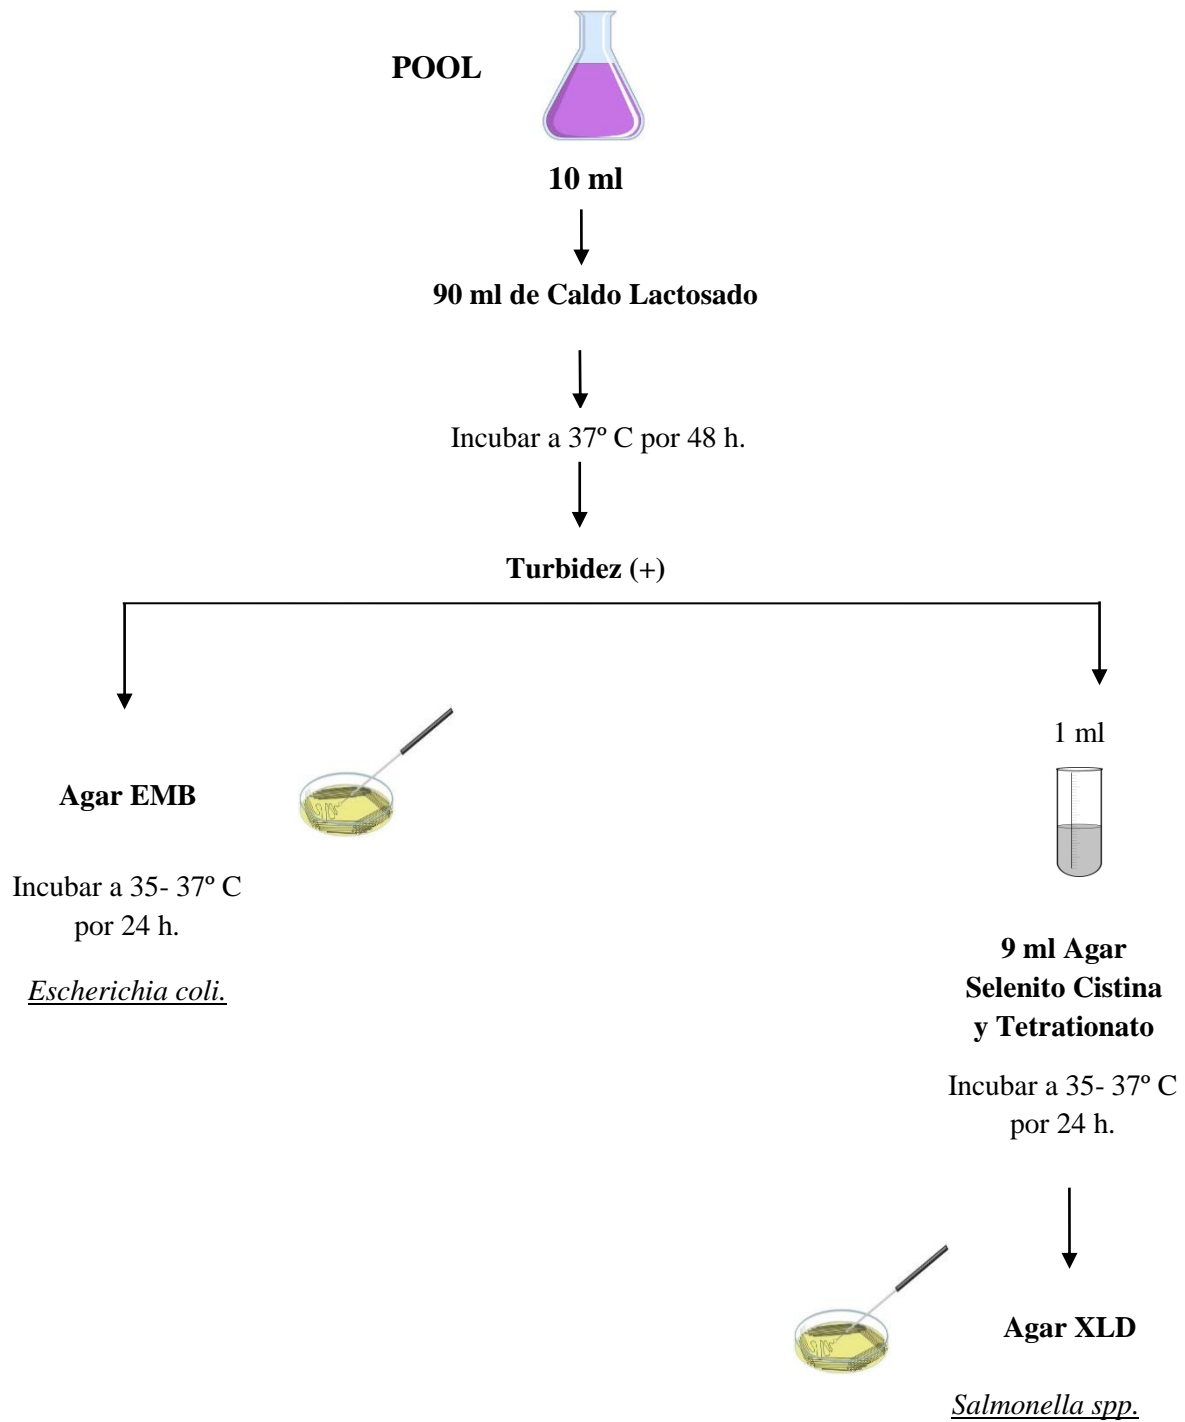 POOL
10 ml
90 ml de Caldo Lactosado
Incubar a 37º C por 48 h.
Turbidez (+)
Agar EMB
Incubar a 35- 37º C
por 24 h.
Escherichia coli.
1 ml
9 ml Agar
Selenito Cistina
y Tetrationato
Incubar a 35- 37º C
por 24 h.
Agar XLD
Salmonella spp.